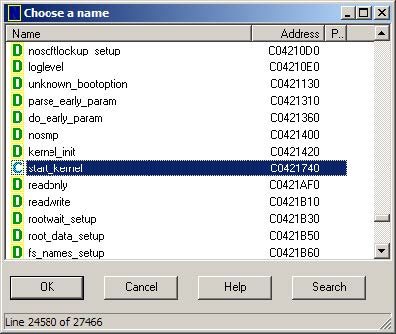 Choose a name
Name Address P..
D nosoftlockup_setup C04210D0
D loglevel C04210E0
D unknown_bootoption C0421130
D parse_early_param C0421310
D do_early_param C0421360
D nosmp C0421400
D kernel_init C0421420
C start_kernel C0421740
D readonly C0421AF0
D readwrite C0421B10
D rootwait_setup C0421B30
D root_data_setup C0421B50
D fs_names_setup C0421B60
OK Cancel Help Search
Line 24580 of 27466